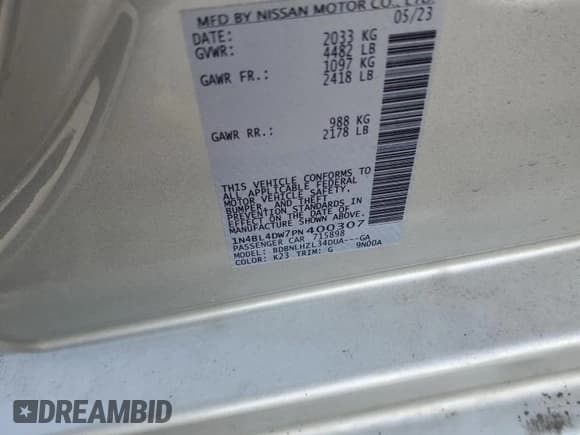 MFD BY NISSAN MOTOR CO., LTD.
DATE: 05/23
GVWR: 2033 KG
4482 LB
GAWR FR.: 1097 KG
2418 LB
GAWR RR.: 988 KG
2178 LB
THIS VEHICLE CONFORMS TO
ALL APPLICABLE FEDERAL
MOTOR VEHICLE SAFETY,
BUMPER, AND THEFT
PREVENTION STANDARDS IN
EFFECT ON THE DATE OF
MANUFACTURE SHOWN ABOVE.
1N4BL4DW7PN400307
PASSENGER CAR 715898
MODEL: BDBNLHZL34DUA---GA
COLOR: K23 TRIM: G 9N00A
DREAMBID